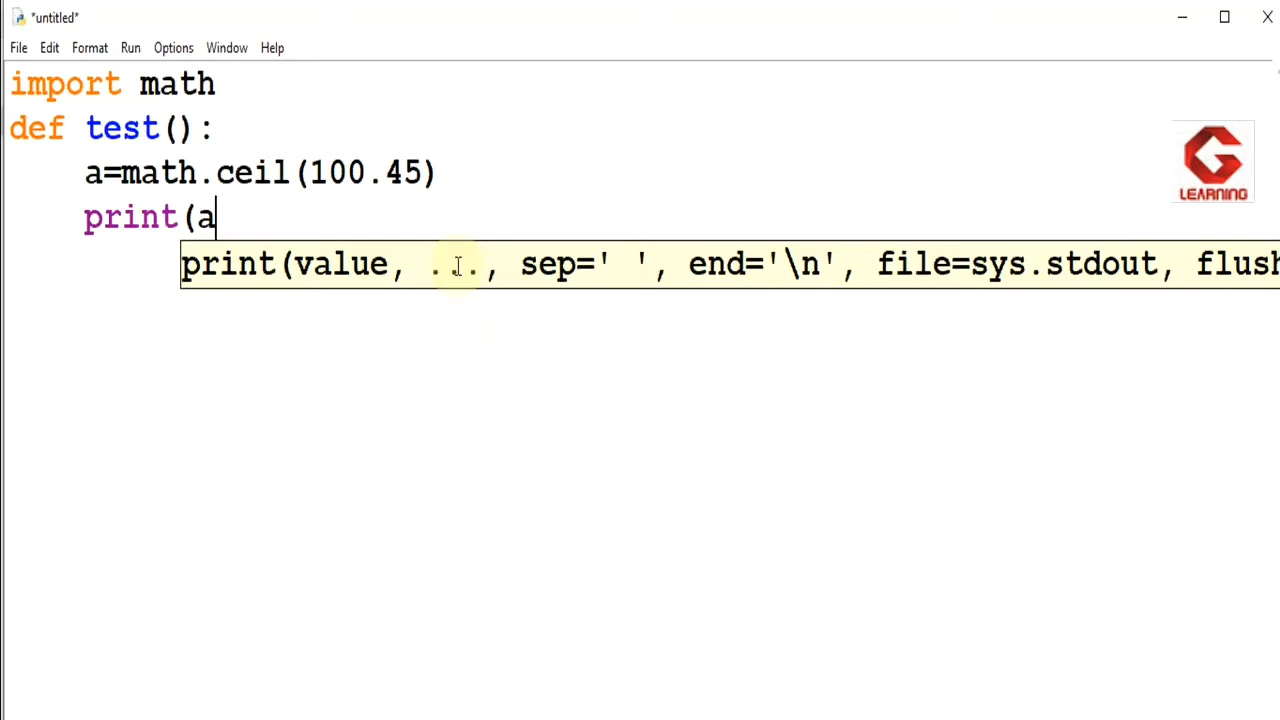 *untitled*
File Edit Format Run Options Window Help
import math
def test():
    a=math.ceil(100.45)
    print(a
print(value, ..., sep=' ', end='\n', file=sys.stdout, flush
G
LEARNING